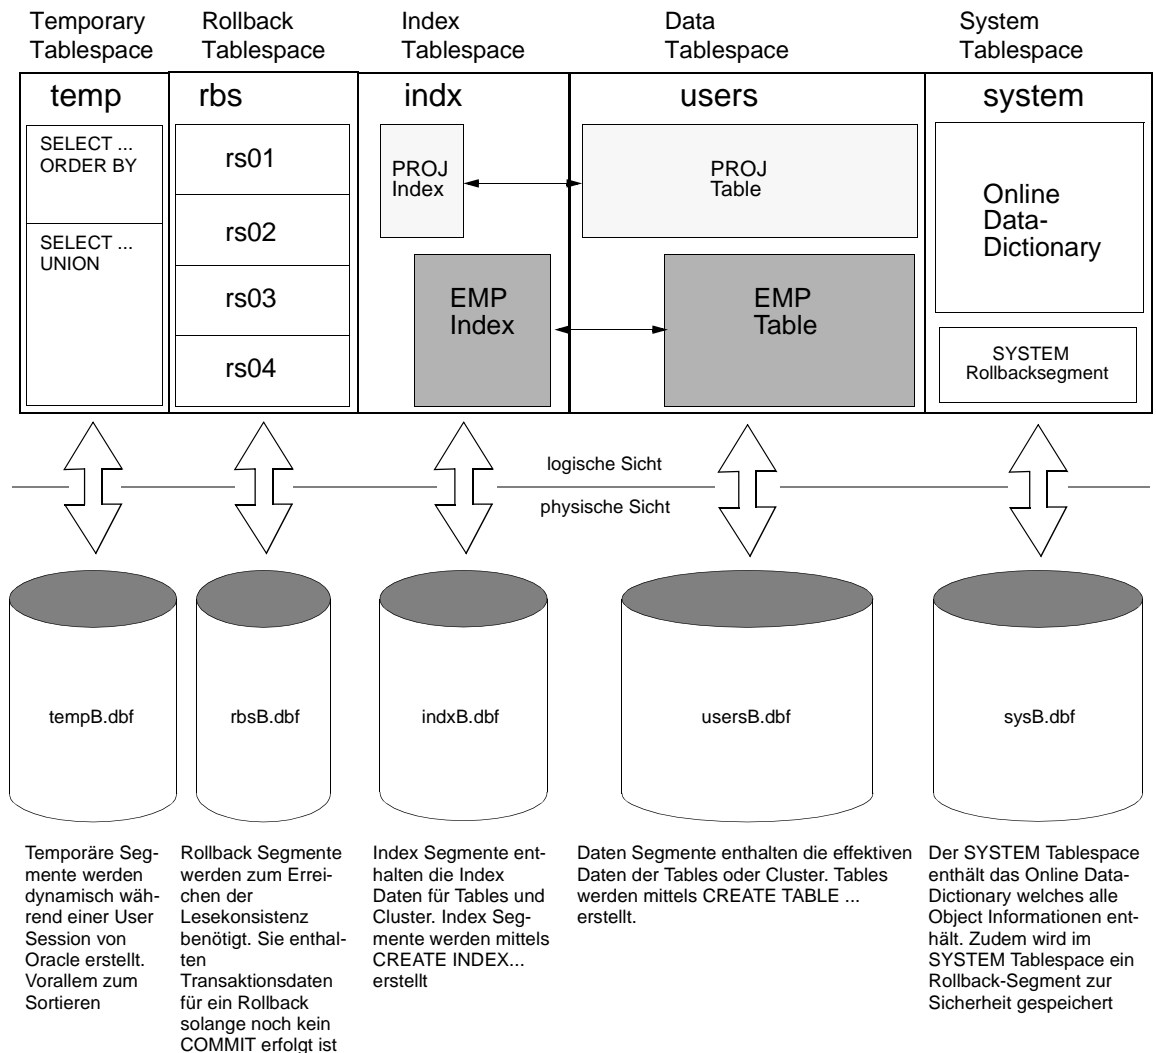 Temporary
Tablespace
Rollback
Tablespace
Index
Tablespace
Data
Tablespace
System
Tablespace
temp
rbs
indx
users
system
SELECT ...
ORDER BY
SELECT ...
UNION
rs01
rs02
rs03
rs04
PROJ
Index
EMP
Index
PROJ
Table
EMP
Table
Online
Data-
Dictionary
SYSTEM
Rollbacksegment
logische Sicht
physische Sicht
tempB.dbf
rbsB.dbf
indxB.dbf
usersB.dbf
sysB.dbf
Temporäre Seg-
mente werden
dynamisch wäh-
rend einer User
Session von
Oracle erstellt.
Vorallem zum
Sortieren
Rollback Segmente
werden zum Errei-
chen der
Lesekonsistenz
benötigt. Sie enthal-
ten
Transaktionsdaten
für ein Rollback
solange noch kein
COMMIT erfolgt ist
Index Segmente ent-
halten die Index
Daten für Tables und
Cluster. Index Seg-
mente werden mittels
CREATE INDEX...
erstellt
Daten Segmente enthalten die effektiven
Daten der Tables oder Cluster. Tables
werden mittels CREATE TABLE ...
erstellt.
Der SYSTEM Tablespace
enthält das Online Data-
Dictionary welches alle
Object Informationen ent-
hält. Zudem wird im
SYSTEM Tablespace ein
Rollback-Segment zur
Sicherheit gespeichert